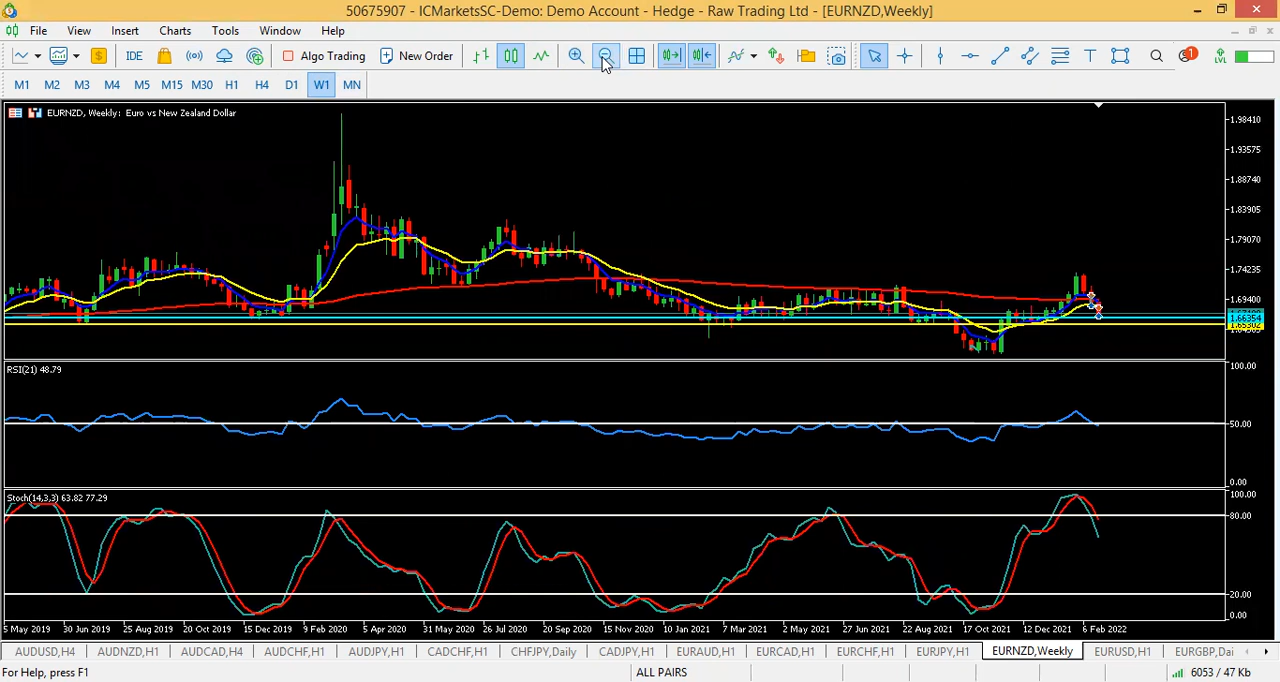 50675907 - ICMarketsSC-Demo: Demo Account - Hedge - Raw Trading Ltd - [EURNZD,Weekly]
File View Insert Charts Tools Window Help
IDE Algo Trading New Order 1 LVL
M1 M2 M3 M4 M5 M15 M30 H1 H4 D1 W1 MN
EURNZD, Weekly: Euro vs New Zealand Dollar
1.98410
1.93575
1.88740
1.83905
1.79070
1.74235
1.69400
1.66354
RSI(21) 48.79
100.00
50.00
0.00
Stoch(14,3,3) 63.82 77.29
100.00
80.00
20.00
0.00
5 May 2019 30 Jun 2019 25 Aug 2019 20 Oct 2019 15 Dec 2019 9 Feb 2020 5 Apr 2020 31 May 2020 26 Jul 2020 20 Sep 2020 15 Nov 2020 10 Jan 2021 7 Mar 2021 2 May 2021 27 Jun 2021 22 Aug 2021 17 Oct 2021 12 Dec 2021 6 Feb 2022
AUDUSD,H4 AUDNZD,H1 AUDCAD,H4 AUDCHF,H1 AUDJPY,H1 CADCHF,H1 CHFJPY,Daily CADJPY,H1 EURAUD,H1 EURCAD,H1 EURCHF,H1 EURJPY,H1 EURNZD,Weekly EURUSD,H1 EURGBP,Dai
For Help, press F1 ALL PAIRS 6053 / 47 Kb